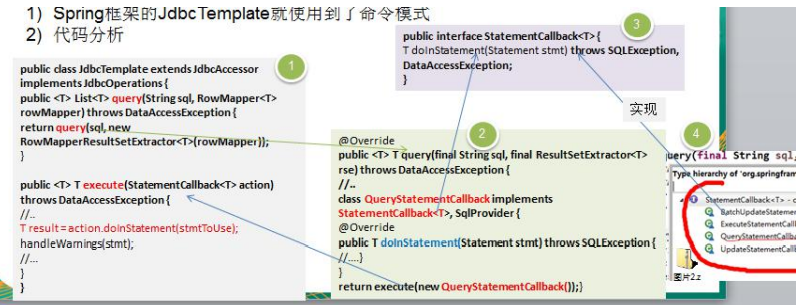 1) Spring框架的JdbcTemplate就使用到了命令模式
2) 代码分析
1
public class JdbcTemplate extends JdbcAccessor
implements JdbcOperations {
public <T> List<T> query(String sql, RowMapper<T>
rowMapper) throws DataAccessException {
return query(sql, new
RowMapperResultSetExtractor<T>(rowMapper));
}
public <T> T execute(StatementCallback<T> action)
throws DataAccessException {
//..
T result = action.doInStatement(stmtToUse);
handleWarnings(stmt);
//...
}
}
2
@Override
public <T> T query(final String sql, final ResultSetExtractor<T>
rse) throws DataAccessException {
//..
class QueryStatementCallback implements
StatementCallback<T>, SqlProvider {
@Override
public T doInStatement(Statement stmt) throws SQLException {
//....}
}
return execute(new QueryStatementCallback());}
3
public interface StatementCallback<T> {
T doInStatement(Statement stmt) throws SQLException,
DataAccessException;
}
实现
4
uery(final String sql,
Type hierarchy of 'org.springfram
StatementCallback<T> - o
BatchUpdateStatemen
ExecuteStatementCall
QueryStatementCallba
UpdateStatementCall
图片2.z